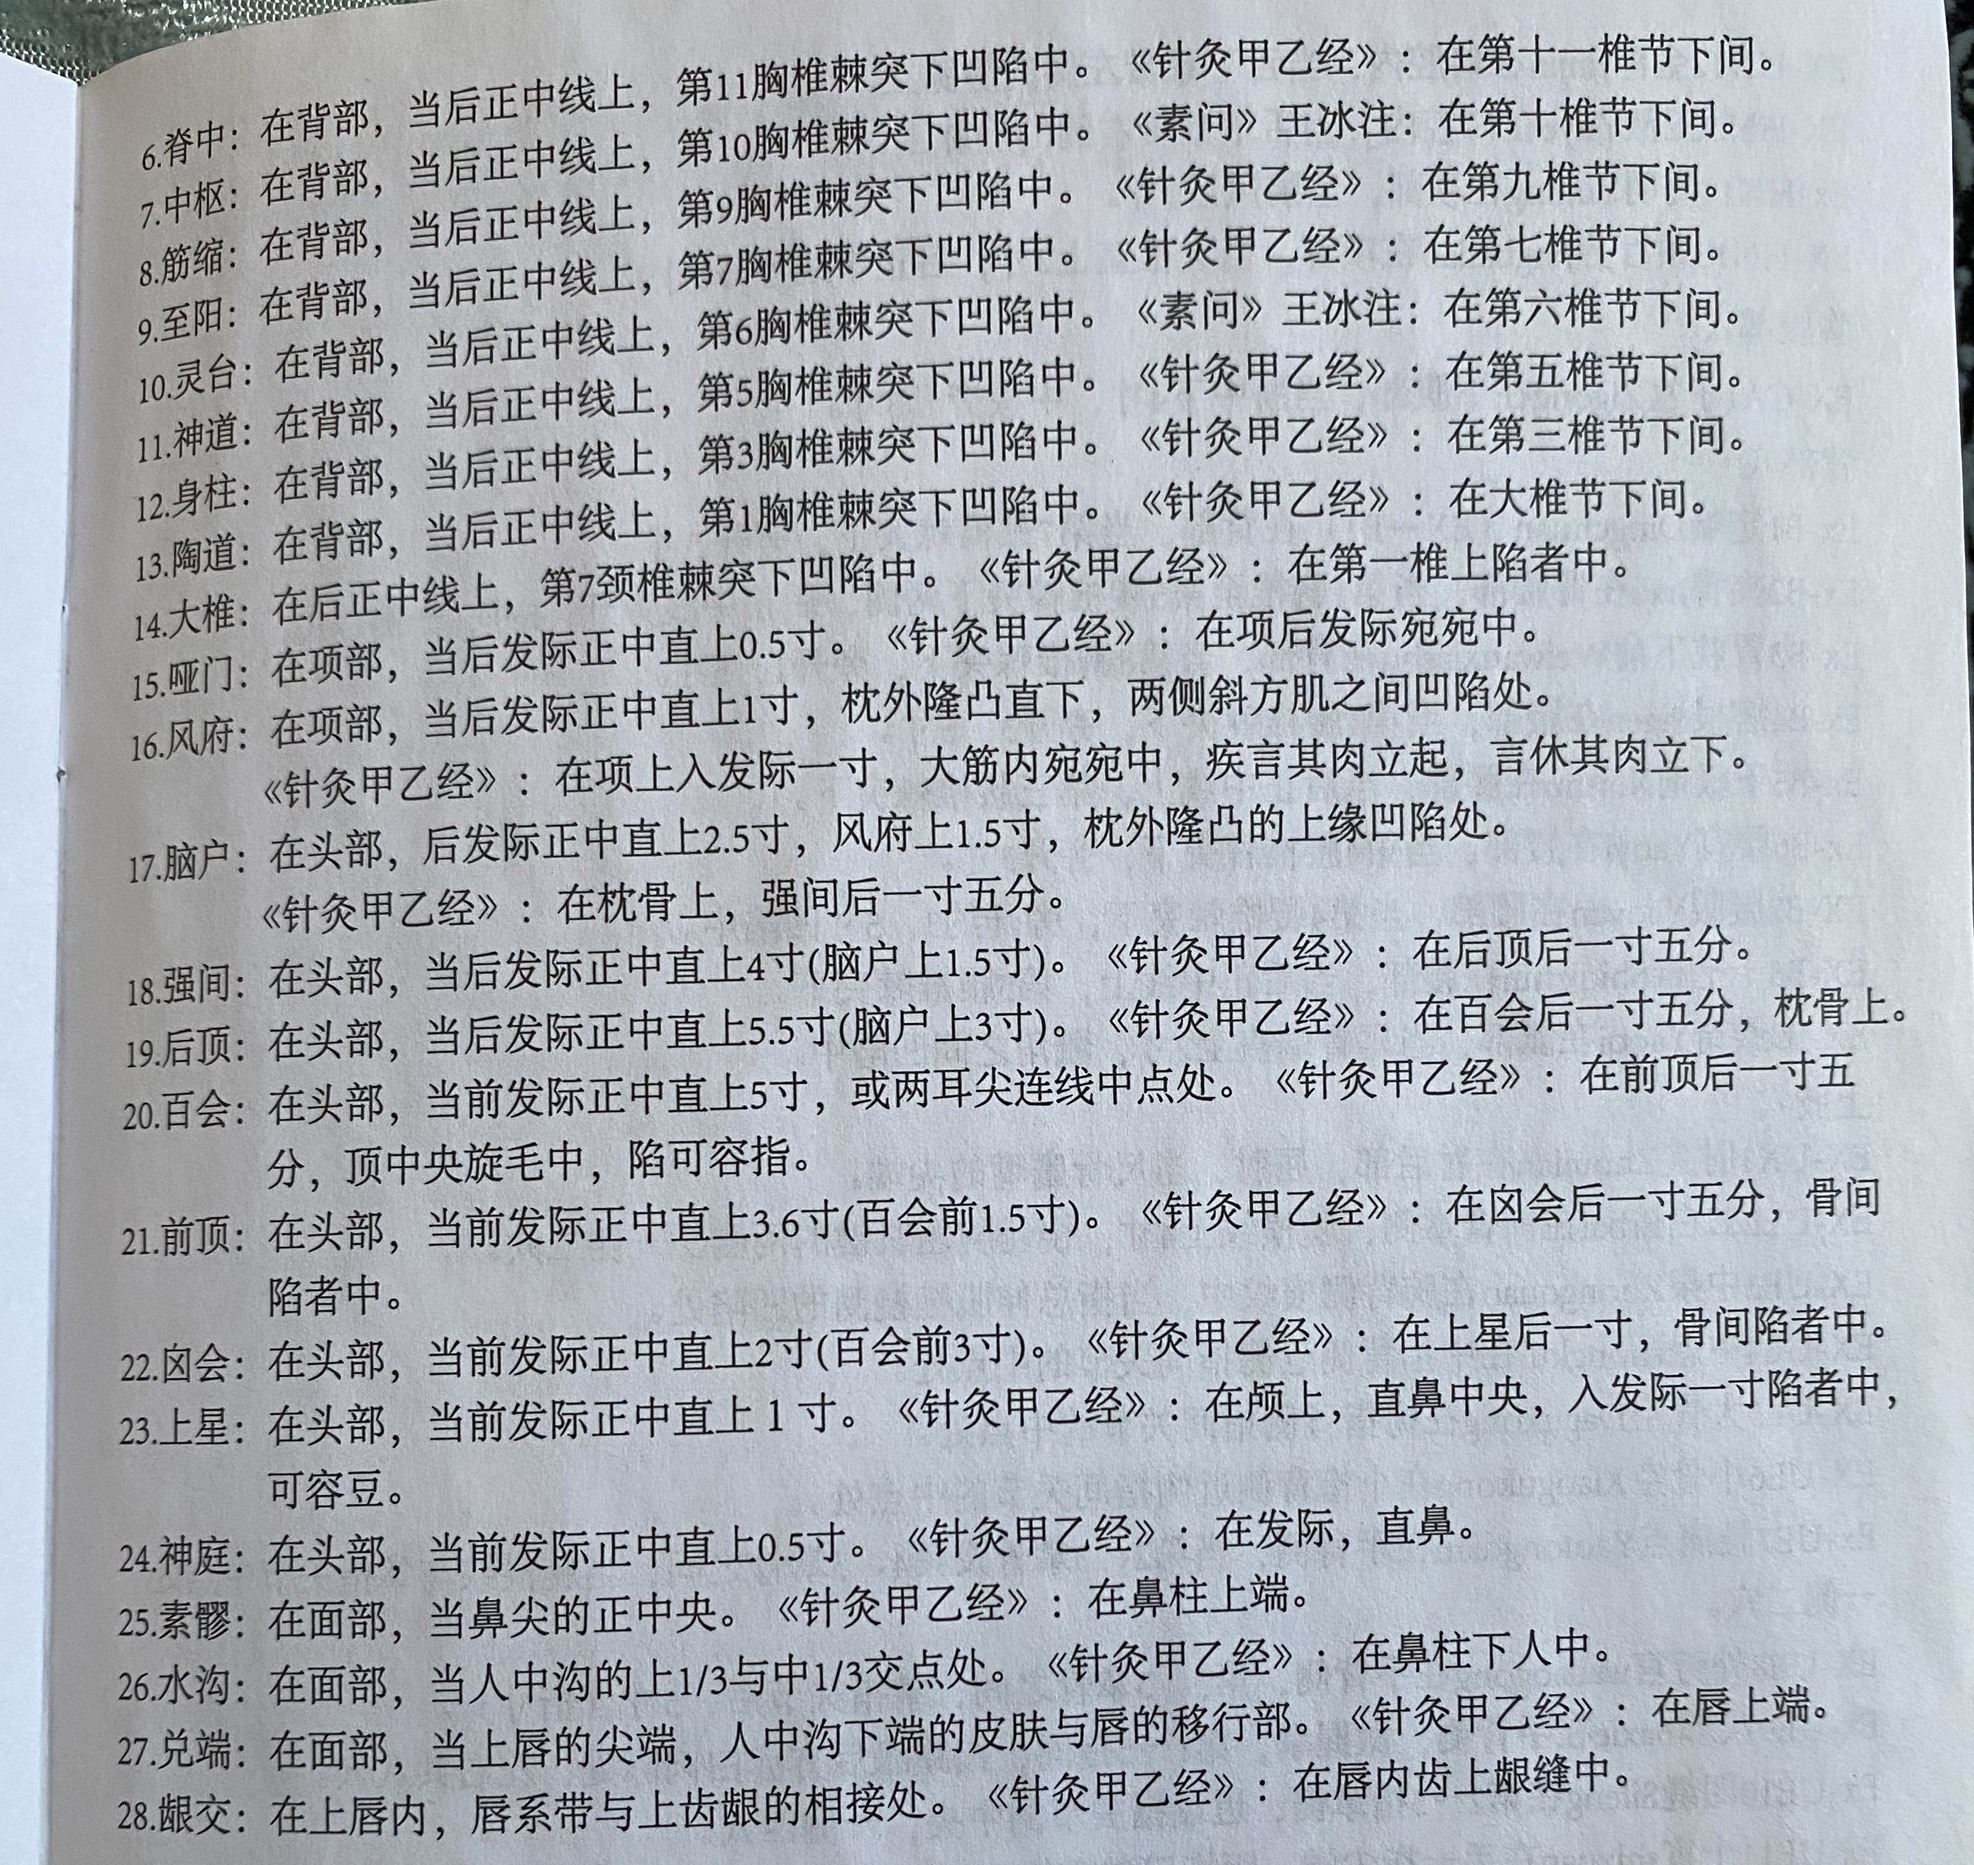 6.脊中：在背部，当后正中线上，第11胸椎棘突下凹陷中。《针灸甲乙经》：在第十一椎节下间。
7.中枢：在背部，当后正中线上，第10胸椎棘突下凹陷中。《素问》王冰注：在第十椎节下间。
8.筋缩：在背部，当后正中线上，第9胸椎棘突下凹陷中。《针灸甲乙经》：在第九椎节下间。
9.至阳：在背部，当后正中线上，第7胸椎棘突下凹陷中。《针灸甲乙经》：在第七椎节下间。
10.灵台：在背部，当后正中线上，第6胸椎棘突下凹陷中。《素问》王冰注：在第六椎节下间。
11.神道：在背部，当后正中线上，第5胸椎棘突下凹陷中。《针灸甲乙经》：在第五椎节下间。
12.身柱：在背部，当后正中线上，第3胸椎棘突下凹陷中。《针灸甲乙经》：在第三椎节下间。
13.陶道：在背部，当后正中线上，第1胸椎棘突下凹陷中。《针灸甲乙经》：在大椎节下间。
14.大椎：在后正中线上，第7颈椎棘突下凹陷中。《针灸甲乙经》：在第一椎上陷者中。
15.哑门：在项部，当后发际正中直上0.5寸。《针灸甲乙经》：在项后发际宛宛中。
16.风府：在项部，当后发际正中直上1寸，枕外隆凸直下，两侧斜方肌之间凹陷处。
《针灸甲乙经》：在项上入发际一寸，大筋内宛宛中，疾言其肉立起，言休其肉立下。
17.脑户：在头部，后发际正中直上2.5寸，风府上1.5寸，枕外隆凸的上缘凹陷处。
《针灸甲乙经》：在枕骨上，强间后一寸五分。
18.强间：在头部，当后发际正中直上4寸(脑户上1.5寸)。《针灸甲乙经》：在后顶后一寸五分。
19.后顶：在头部，当后发际正中直上5.5寸(脑户上3寸)。《针灸甲乙经》：在百会后一寸五分，枕骨上。
20.百会：在头部，当前发际正中直上5寸，或两耳尖连线中点处。《针灸甲乙经》：在前顶后一寸五
分，顶中央旋毛中，陷可容指。
21.前顶：在头部，当前发际正中直上3.6寸(百会前1.5寸)。《针灸甲乙经》：在囟会后一寸五分，骨间
陷者中。
22.囟会：在头部，当前发际正中直上2寸(百会前3寸)。《针灸甲乙经》：在上星后一寸，骨间陷者中。
23.上星：在头部，当前发际正中直上 1 寸。《针灸甲乙经》：在颅上，直鼻中央，入发际一寸陷者中，
可容豆。
24.神庭：在头部，当前发际正中直上0.5寸。《针灸甲乙经》：在发际，直鼻。
25.素髎：在面部，当鼻尖的正中央。《针灸甲乙经》：在鼻柱上端。
26.水沟：在面部，当人中沟的上1/3与中1/3交点处。《针灸甲乙经》：在鼻柱下人中。
27.兑端：在面部，当上唇的尖端，人中沟下端的皮肤与唇的移行部。《针灸甲乙经》：在唇上端。
28.龈交：在上唇内，唇系带与上齿龈的相接处。《针灸甲乙经》：在唇内齿上龈缝中。